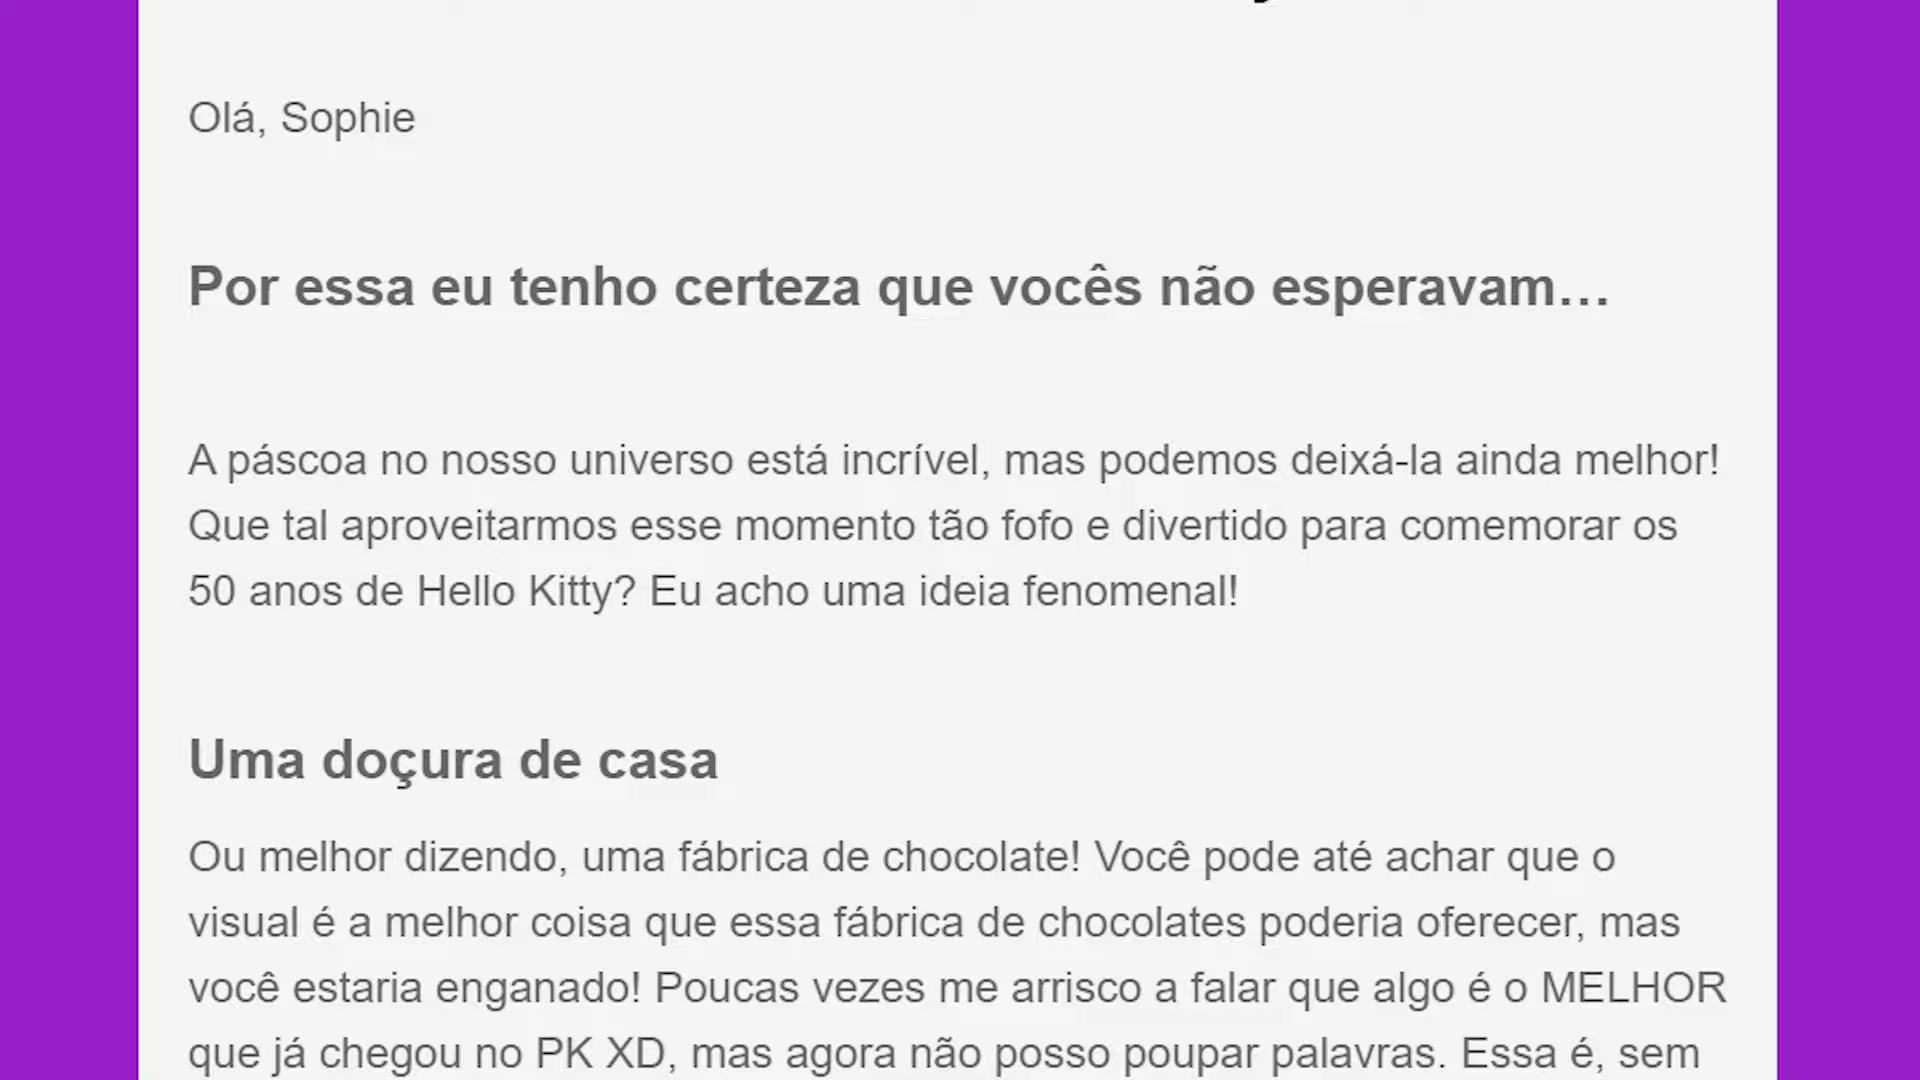 Olá, Sophie
Por essa eu tenho certeza que vocês não esperavam...
A páscoa no nosso universo está incrível, mas podemos deixá-la ainda melhor!
Que tal aproveitarmos esse momento tão fofo e divertido para comemorar os
50 anos de Hello Kitty? Eu acho uma ideia fenomenal!
Uma doçura de casa
Ou melhor dizendo, uma fábrica de chocolate! Você pode até achar que o
visual é a melhor coisa que essa fábrica de chocolates poderia oferecer, mas
você estaria enganado! Poucas vezes me arrisco a falar que algo é o MELHOR
que já chegou no PK XD, mas agora não posso poupar palavras. Essa é, sem